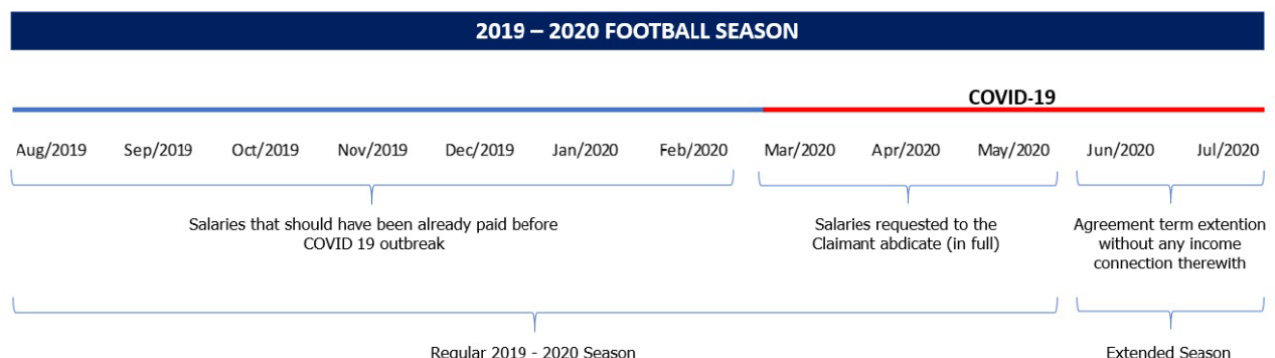 2019 – 2020 FOOTBALL SEASON
COVID-19
Aug/2019 Sep/2019 Oct/2019 Nov/2019 Dec/2019 Jan/2020 Feb/2020 Mar/2020 Apr/2020 May/2020 Jun/2020 Jul/2020
Salaries that should have been already paid before
COVID 19 outbreak
Salaries requested to the
Claimant abdicate (in full)
Agreement term extention
without any income
connection therewith
Regular 2019 - 2020 Season
Extended Season